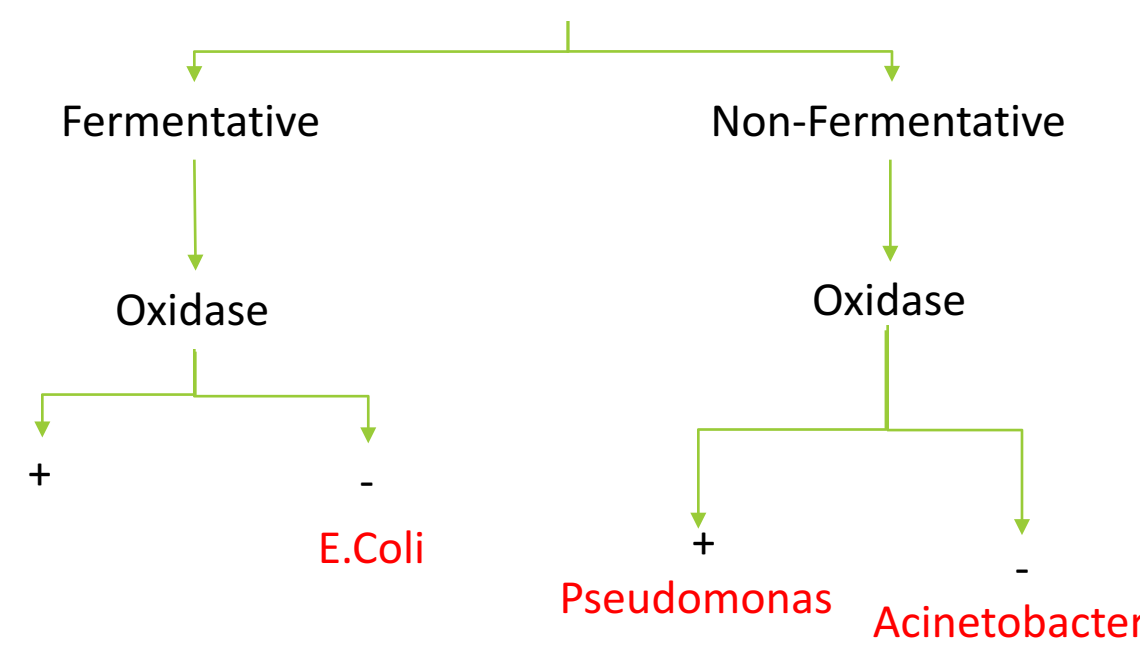 Fermentative
Non-Fermentative
Oxidase
Oxidase
+
-
E.Coli
+
-
Pseudomonas
Acinetobacter